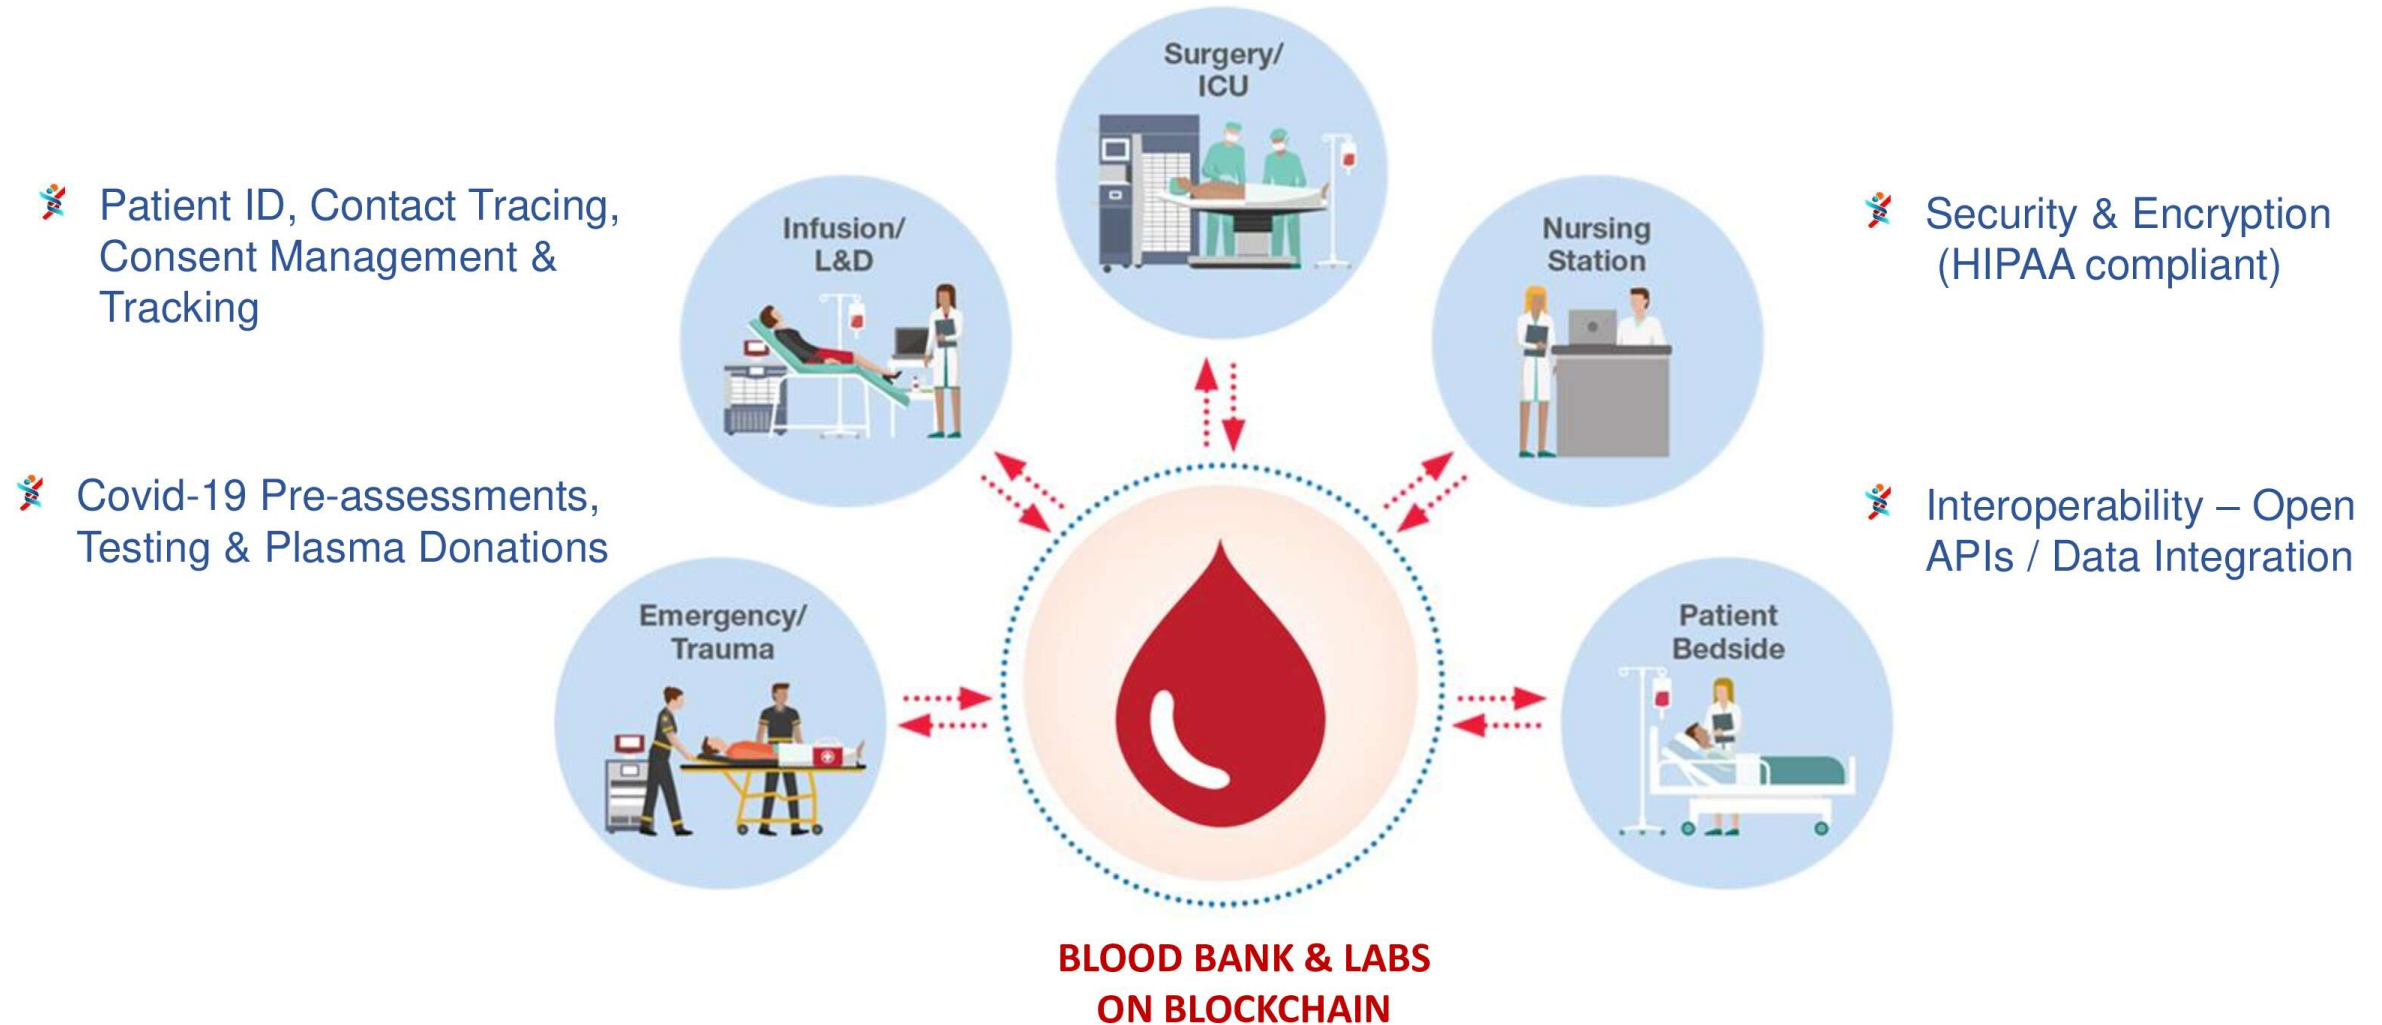 Surgery/
ICU
Patient ID, Contact Tracing,
Consent Management &
Tracking
Infusion/
L&D
Nursing
Station
Security & Encryption
(HIPAA compliant)
Covid-19 Pre-assessments,
Testing & Plasma Donations
Interoperability – Open
APIs / Data Integration
Emergency/
Trauma
Patient
Bedside
BLOOD BANK & LABS
ON BLOCKCHAIN